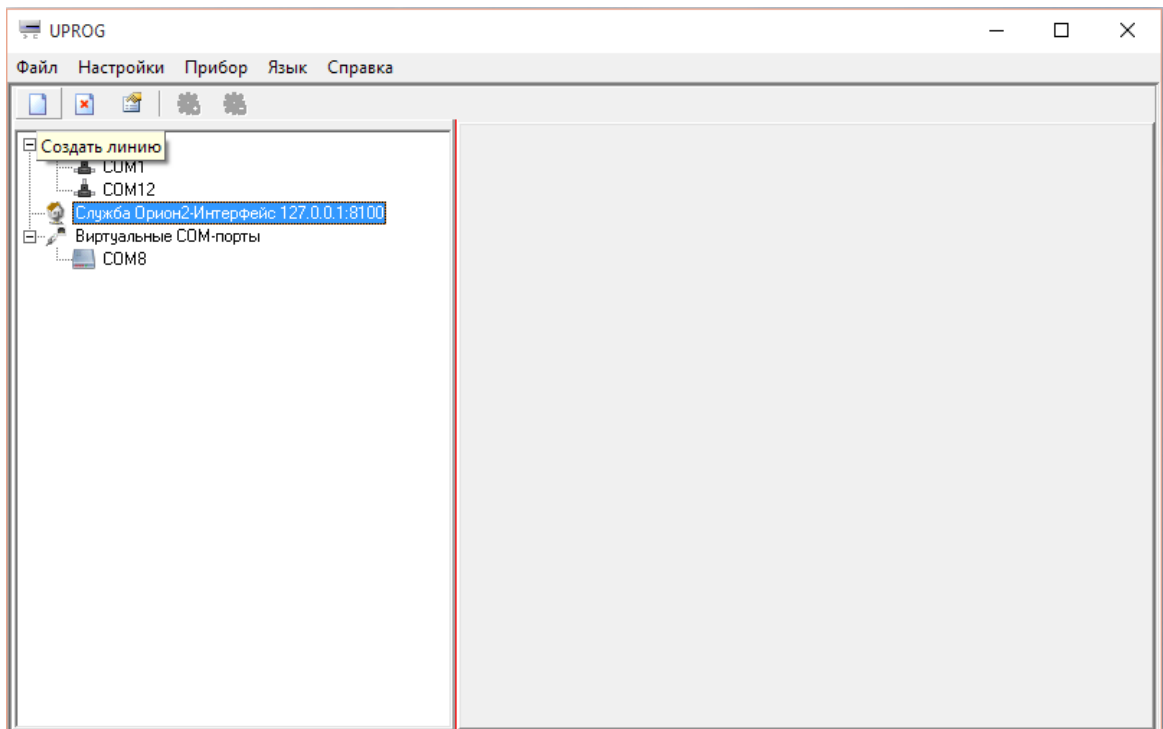 UPROG
Файл Настройки Прибор Язык Справка
Создать линию
COM1
COM12
Служба Орион2-Интерфейс 127.0.0.1:8100
Виртуальные COM-порты
COM8